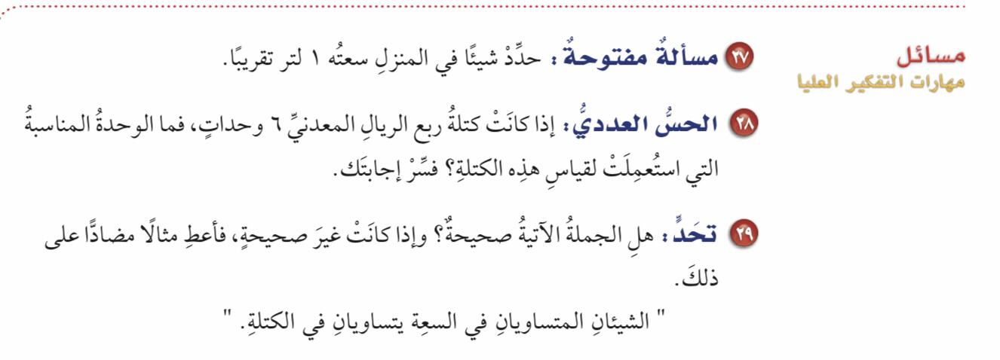 مسائل
مهارات التفكير العليا
٢٧ مسألةٌ مفتوحةٌ : حدِّدْ شيئًا في المنزلِ سعتُه ١ لتر تقريبًا.
٢٨ الحسُّ العدديُّ: إذا كانَتْ كتلةُ ربع الريالِ المعدنيِّ ٦ وحداتٍ، فما الوحدةُ المناسبةُ
التي استُعمِلَتْ لقياسِ هذِه الكتلةِ؟ فسِّرْ إجابتَك.
٢٩ تحَدٍّ : هلِ الجملةُ الآتيةُ صحيحةٌ؟ وإذا كانَتْ غيرَ صحيحةٍ، فأعطِ مثالًا مضادًّا على
ذلكَ.
" الشيئانِ المتساويانِ في السعِة يتساويانِ في الكتلةِ. "